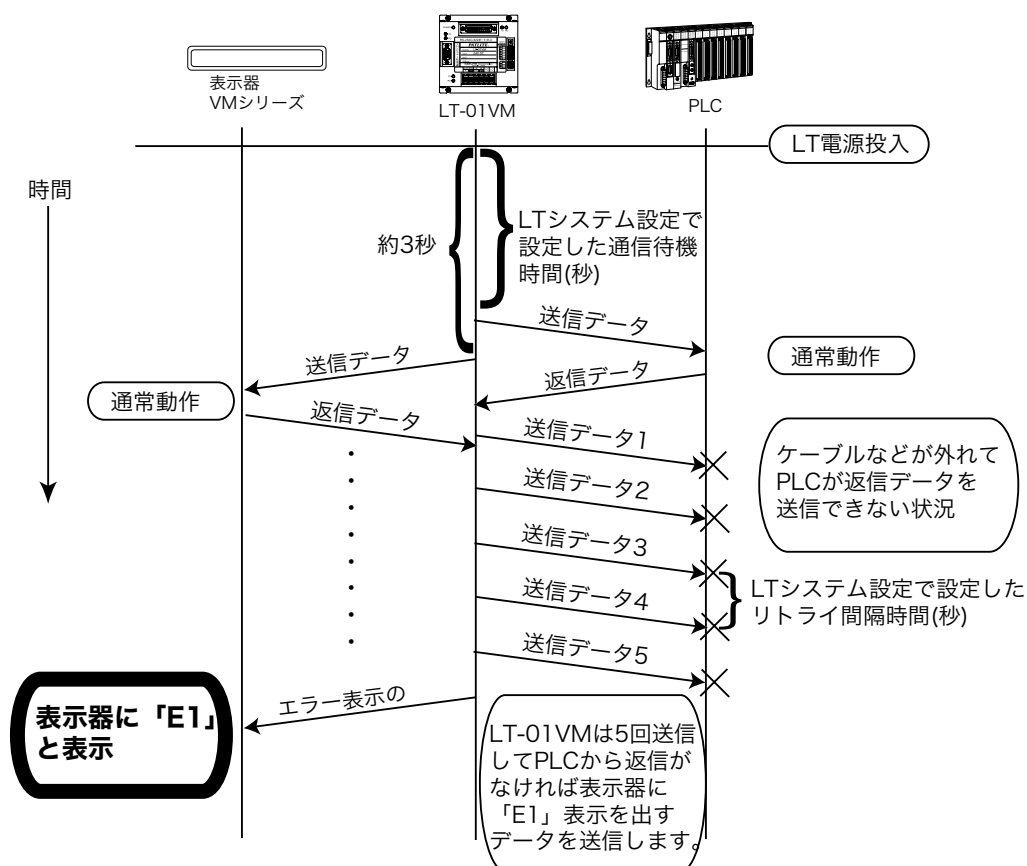 表示器
VMシリーズ
LT-01VM
PLC
LT電源投入
時間
約3秒
LTシステム設定で
設定した通信待機
時間(秒)
送信データ
送信データ
通常動作
返信データ
通常動作
返信データ
送信データ1
ケーブルなどが外れて
PLCが返信データを
送信できない状況
送信データ2
送信データ3
LTシステム設定で設定した
リトライ間隔時間(秒)
送信データ4
送信データ5
エラー表示の
表示器に「E1」
と表示
LT-01VMは5回送信
してPLCから返信が
なければ表示器に
「E1」表示を出す
データを送信します。